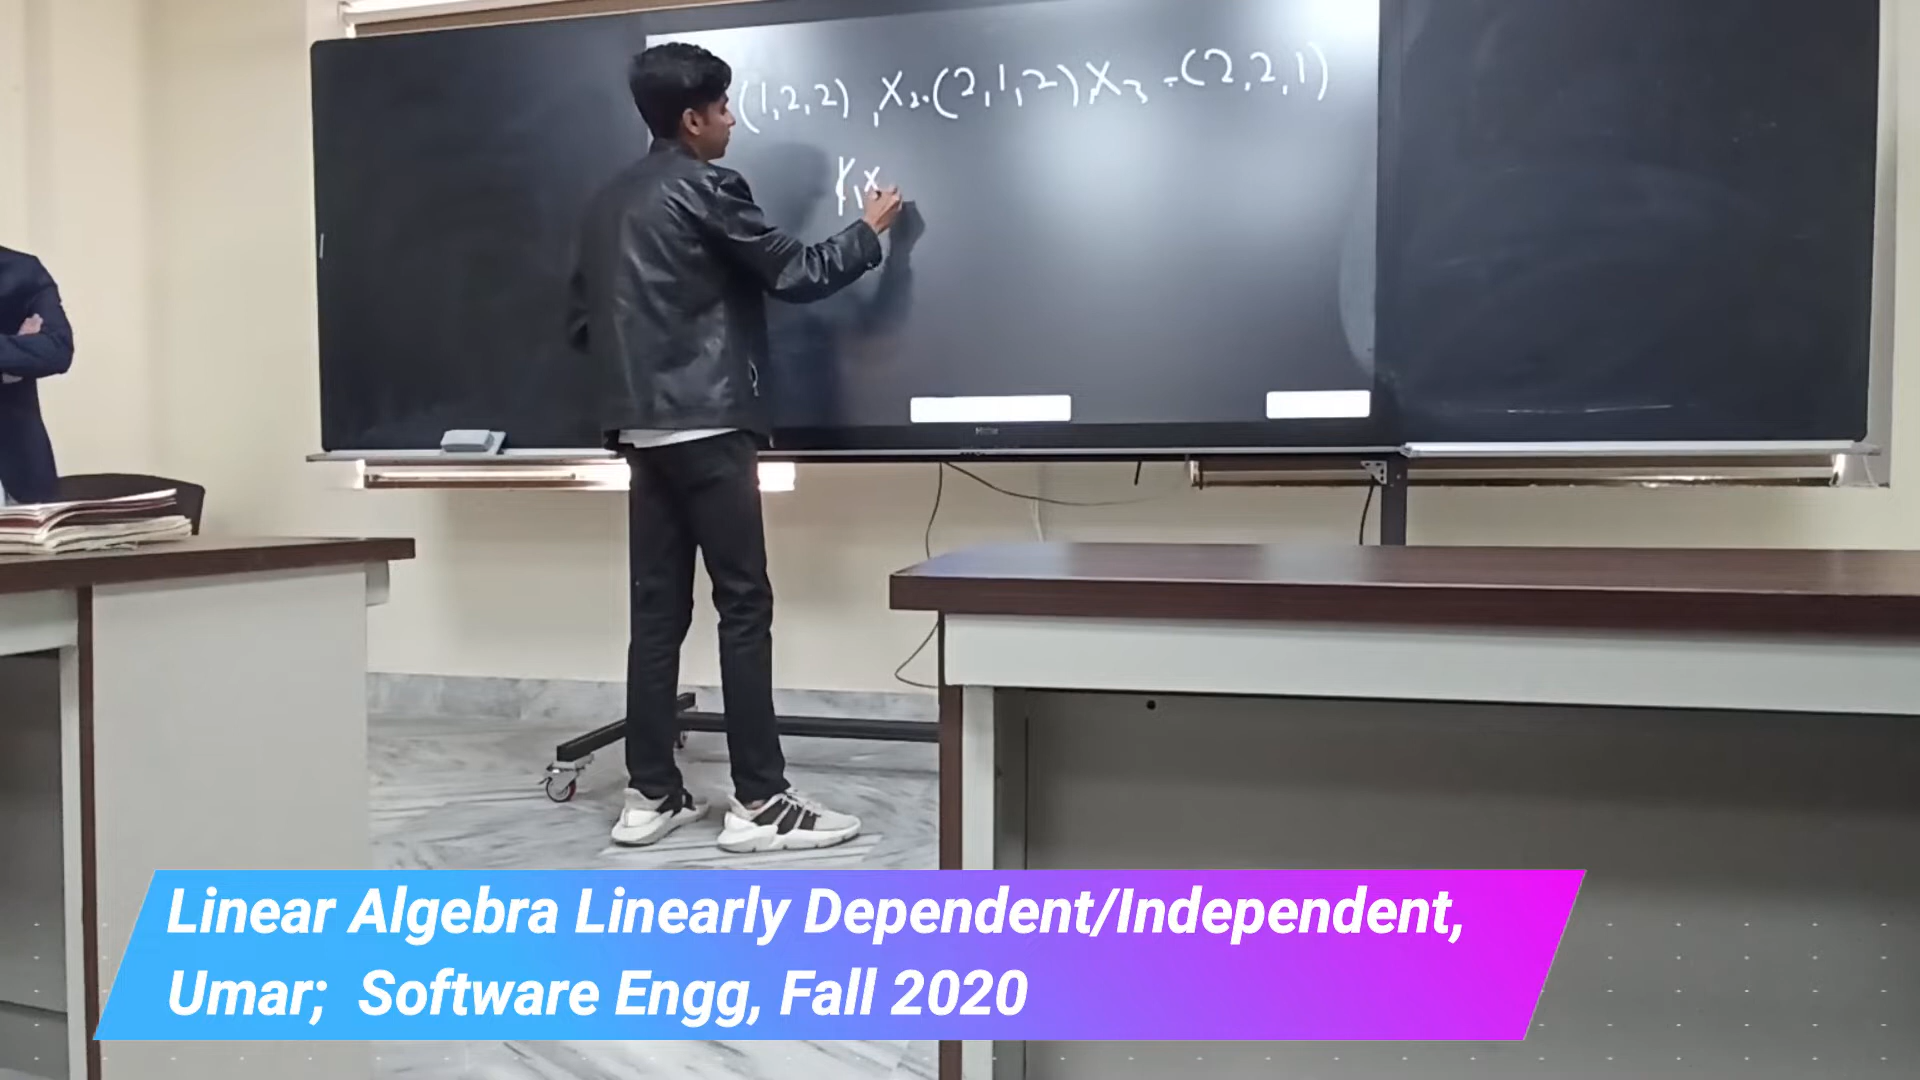 (1,2,2) , X2=(2,1,2), X3=(2,2,1)
K1X
Linear Algebra Linearly Dependent/Independent,
Umar; Software Engg, Fall 2020